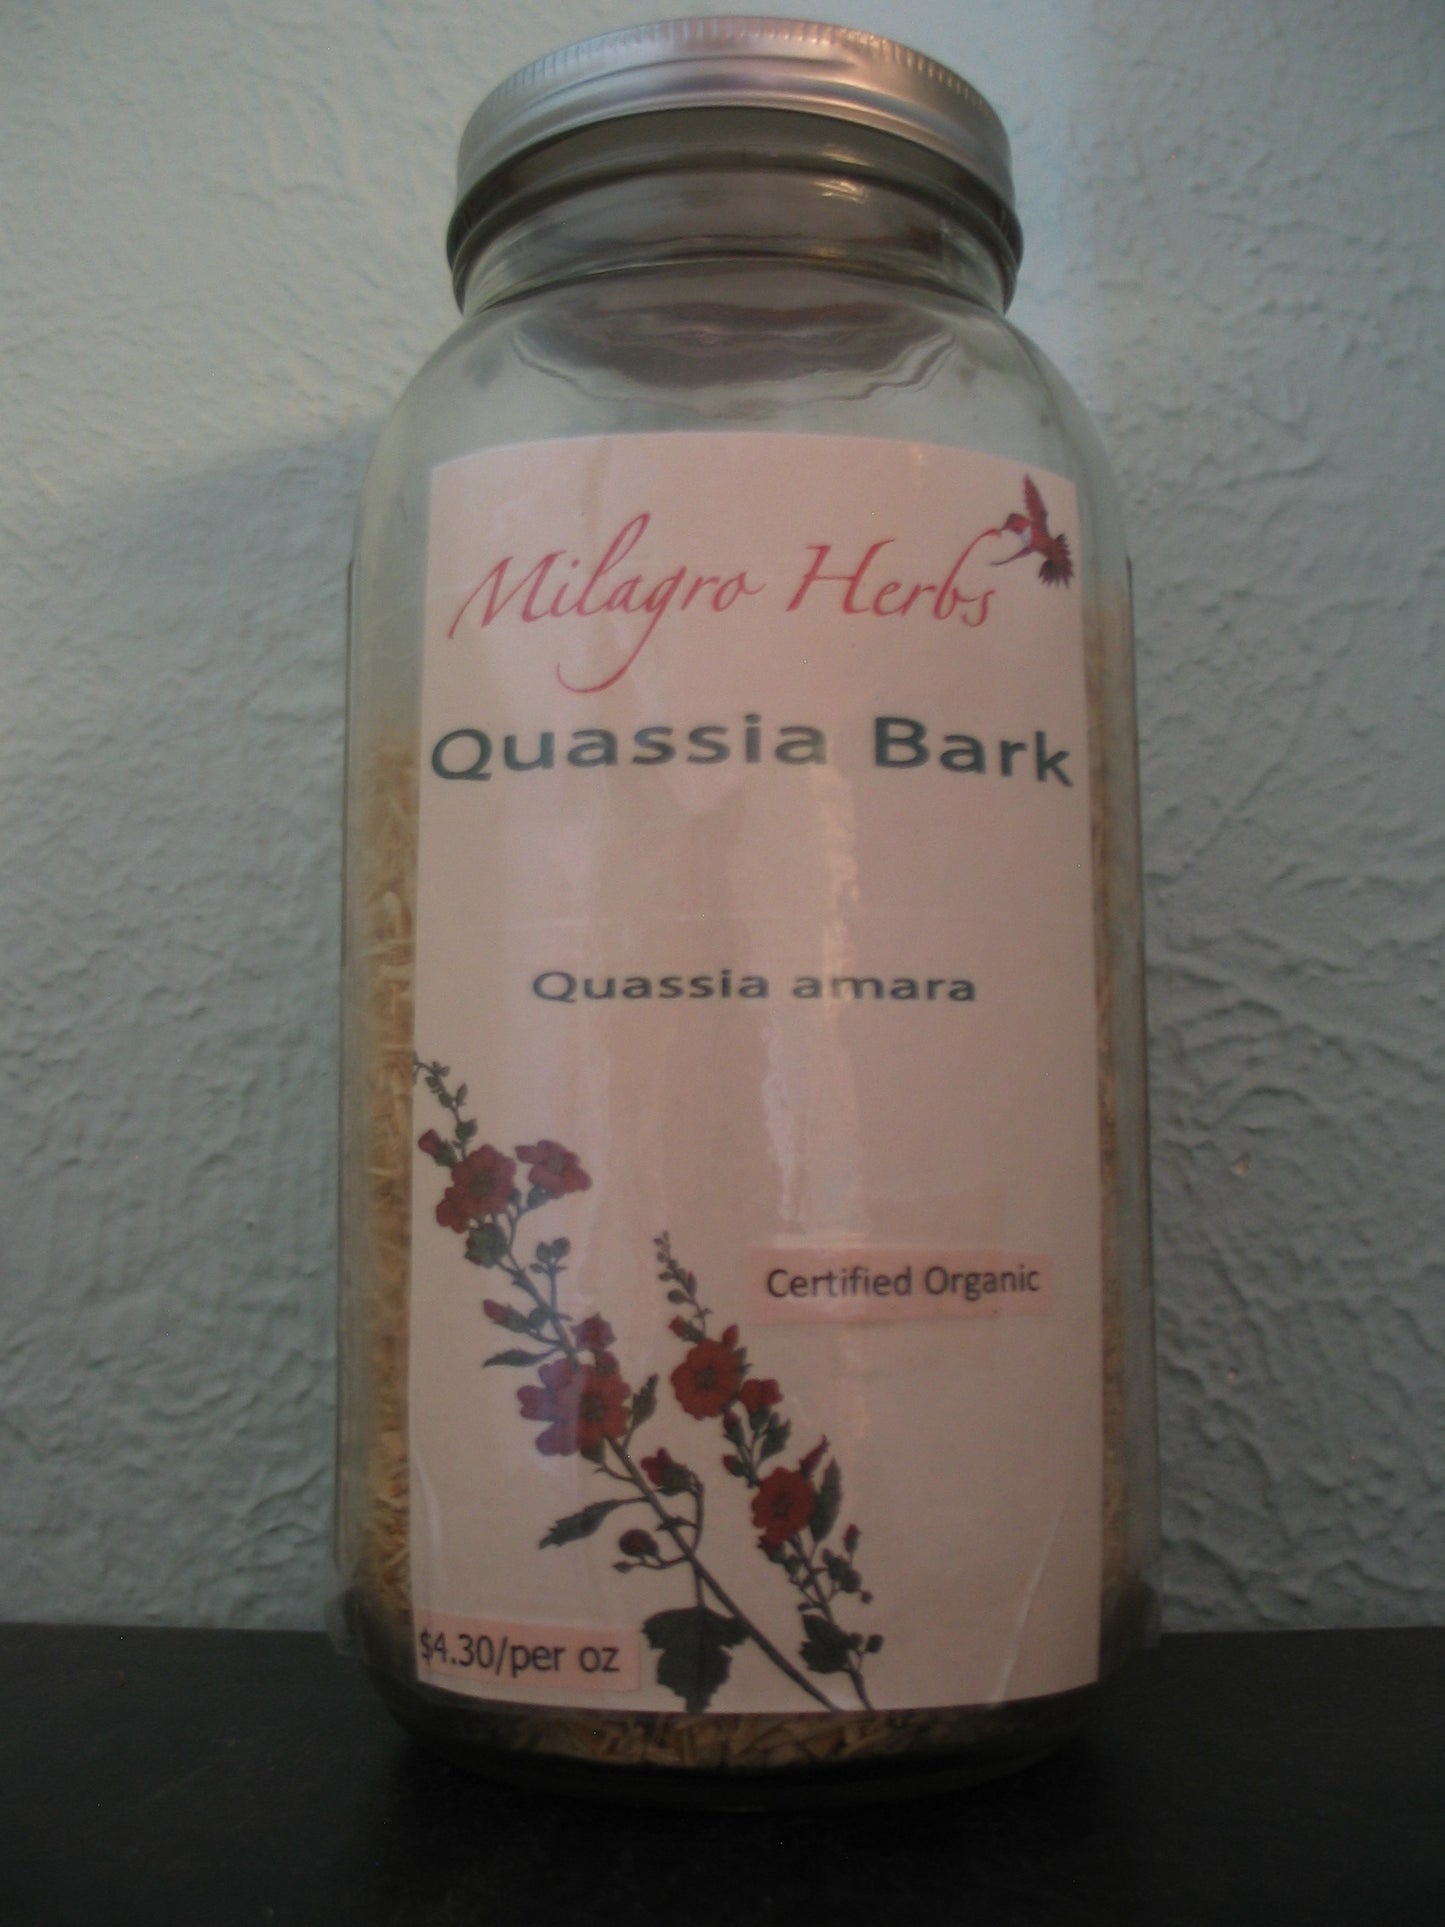 Milagro Herbs
Quassia Bark
Quassia amara
Certified Organic
$4.30/per oz